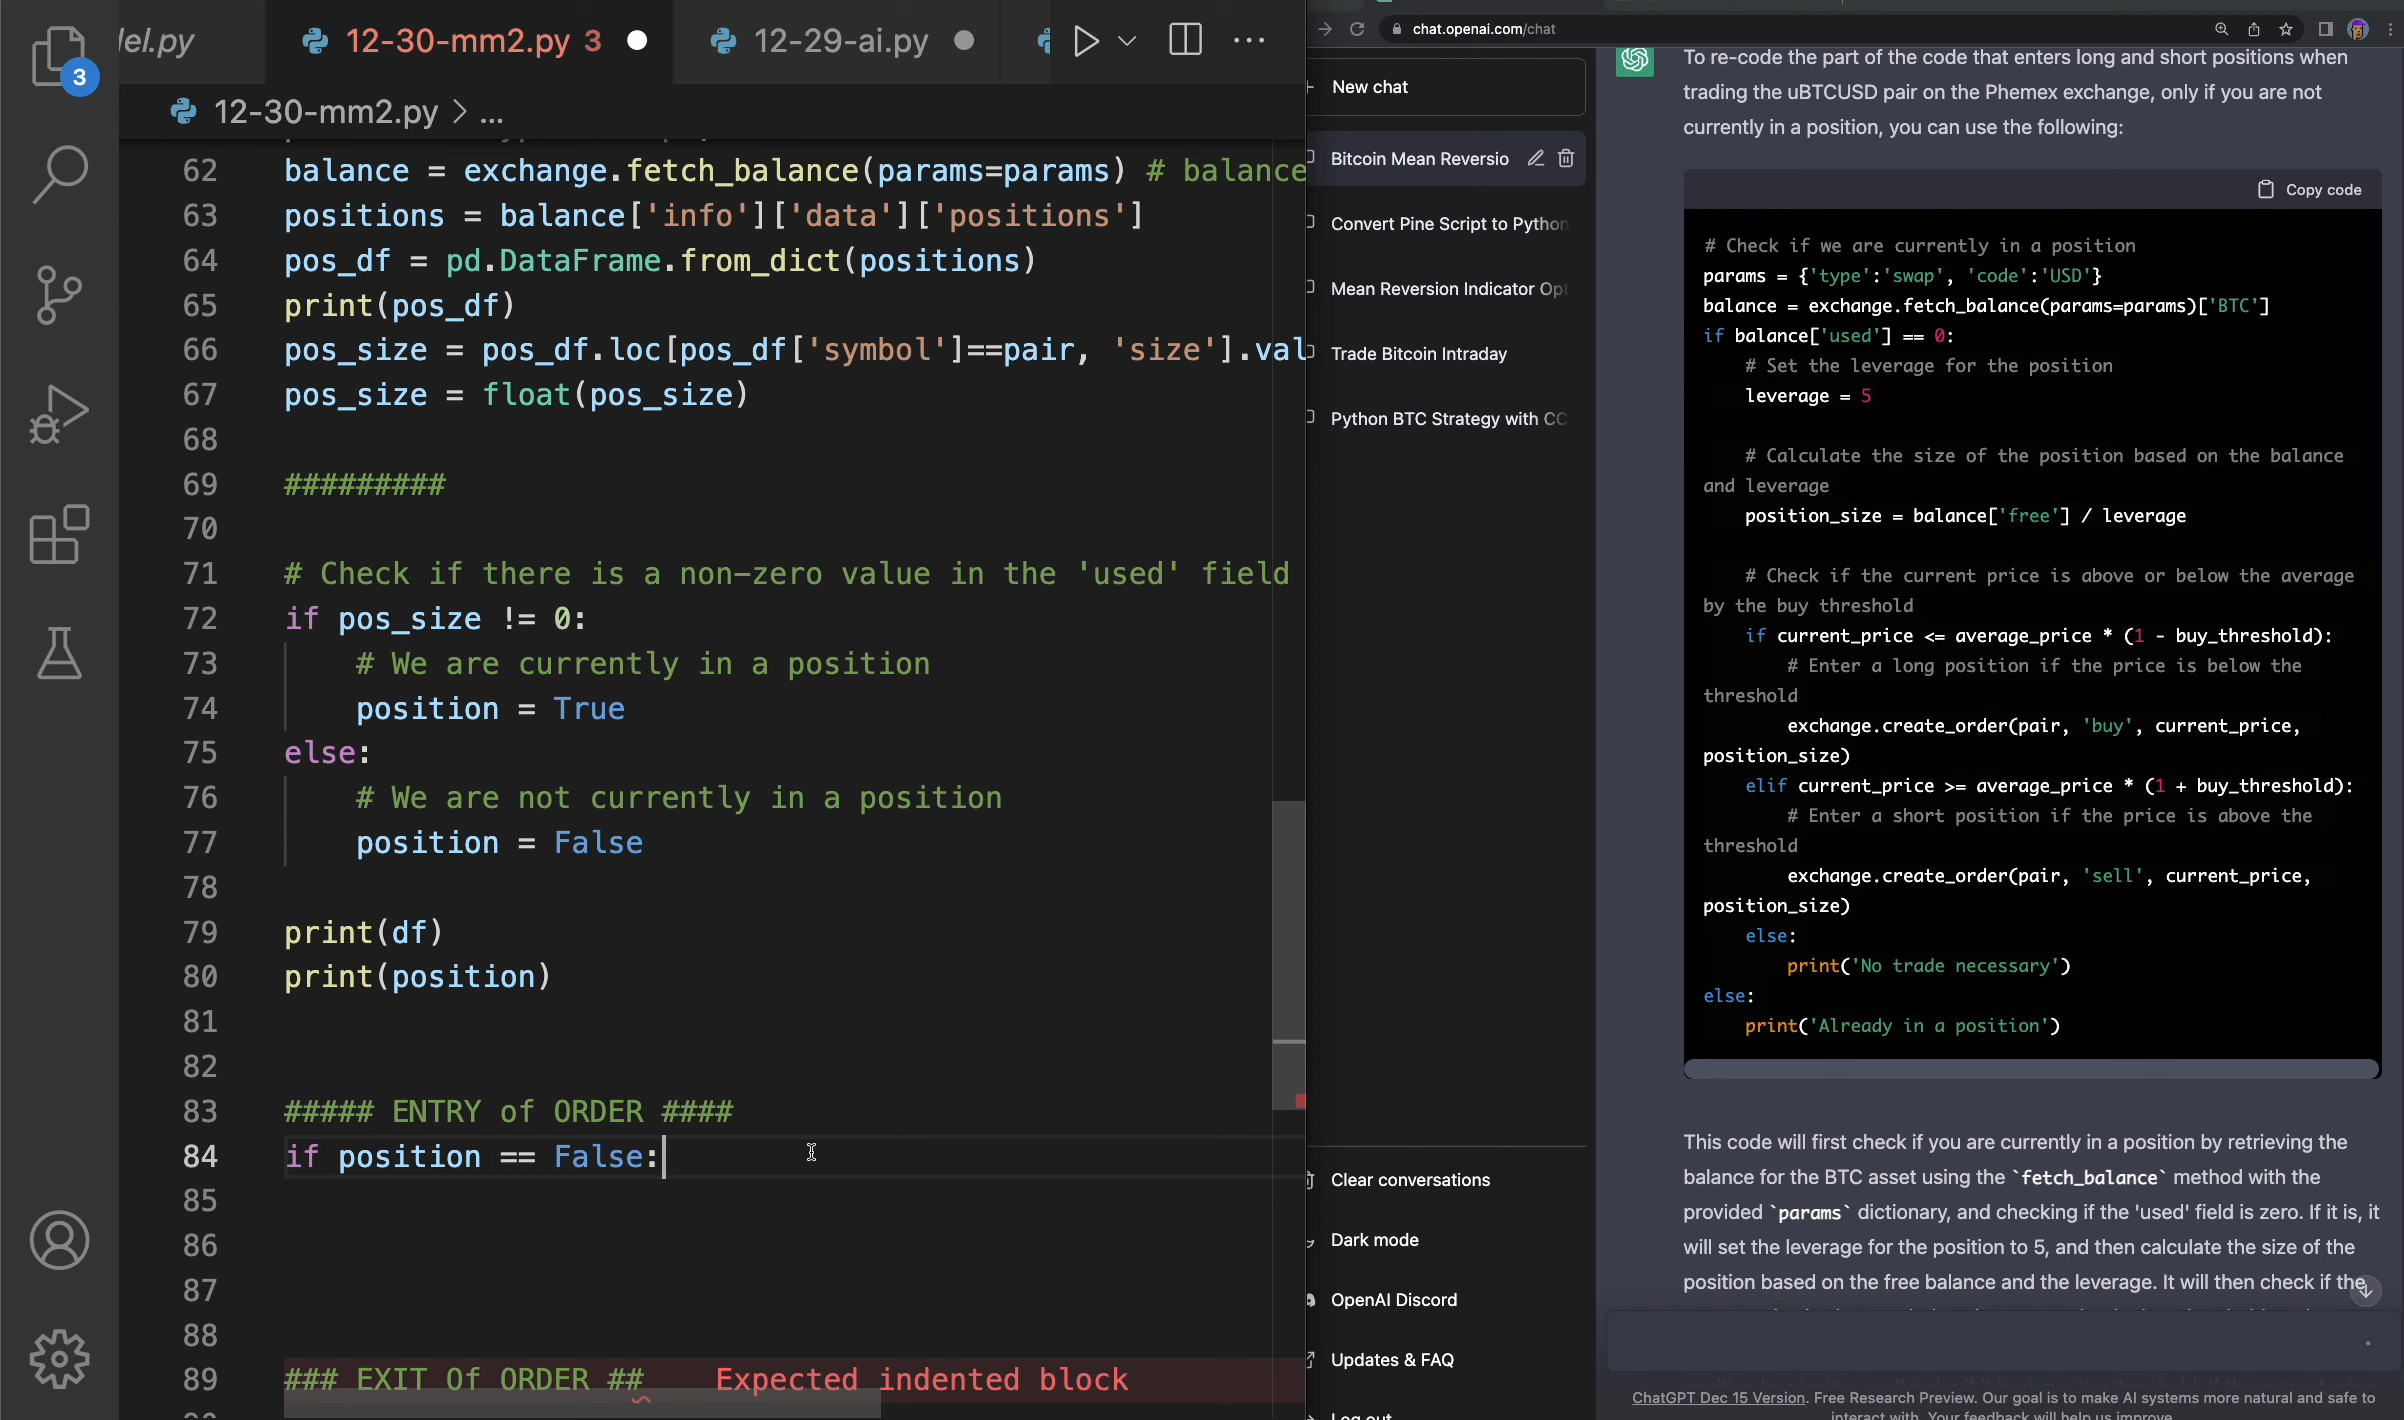 del.py
12-30-mm2.py 3
12-29-ai.py
3
12-30-mm2.py > ...
62 balance = exchange.fetch_balance(params=params) # balance
63 positions = balance['info']['data']['positions']
64 pos_df = pd.DataFrame.from_dict(positions)
65 print(pos_df)
66 pos_size = pos_df.loc[pos_df['symbol']==pair, 'size'].val
67 pos_size = float(pos_size)
68
69 #########
70
71 # Check if there is a non-zero value in the 'used' field
72 if pos_size != 0:
73 # We are currently in a position
74 position = True
75 else:
76 # We are not currently in a position
77 position = False
78
79 print(df)
80 print(position)
81
82
83 ##### ENTRY of ORDER ####
84 if position == False:
85
86
87
88
89 ### EXIT Of ORDER ## Expected indented block
chat.openai.com/chat
New chat
Bitcoin Mean Reversio
Convert Pine Script to Python
Mean Reversion Indicator Opt
Trade Bitcoin Intraday
Python BTC Strategy with CC
Clear conversations
Dark mode
OpenAI Discord
Updates & FAQ
Log out
To re-code the part of the code that enters long and short positions when
trading the uBTCUSD pair on the Phemex exchange, only if you are not
currently in a position, you can use the following:
Copy code
# Check if we are currently in a position
params = {'type':'swap', 'code':'USD'}
balance = exchange.fetch_balance(params=params)['BTC']
if balance['used'] == 0:
# Set the leverage for the position
leverage = 5
# Calculate the size of the position based on the balance
and leverage
position_size = balance['free'] / leverage
# Check if the current price is above or below the average
by the buy threshold
if current_price <= average_price * (1 - buy_threshold):
# Enter a long position if the price is below the
threshold
exchange.create_order(pair, 'buy', current_price,
position_size)
elif current_price >= average_price * (1 + buy_threshold):
# Enter a short position if the price is above the
threshold
exchange.create_order(pair, 'sell', current_price,
position_size)
else:
print('No trade necessary')
else:
print('Already in a position')
This code will first check if you are currently in a position by retrieving the
balance for the BTC asset using the `fetch_balance` method with the
provided `params` dictionary, and checking if the 'used' field is zero. If it is, it
will set the leverage for the position to 5, and then calculate the size of the
position based on the free balance and the leverage. It will then check if the
ChatGPT Dec 15 Version. Free Research Preview. Our goal is to make AI systems more natural and safe to
interact with. Your feedback will help us improve.